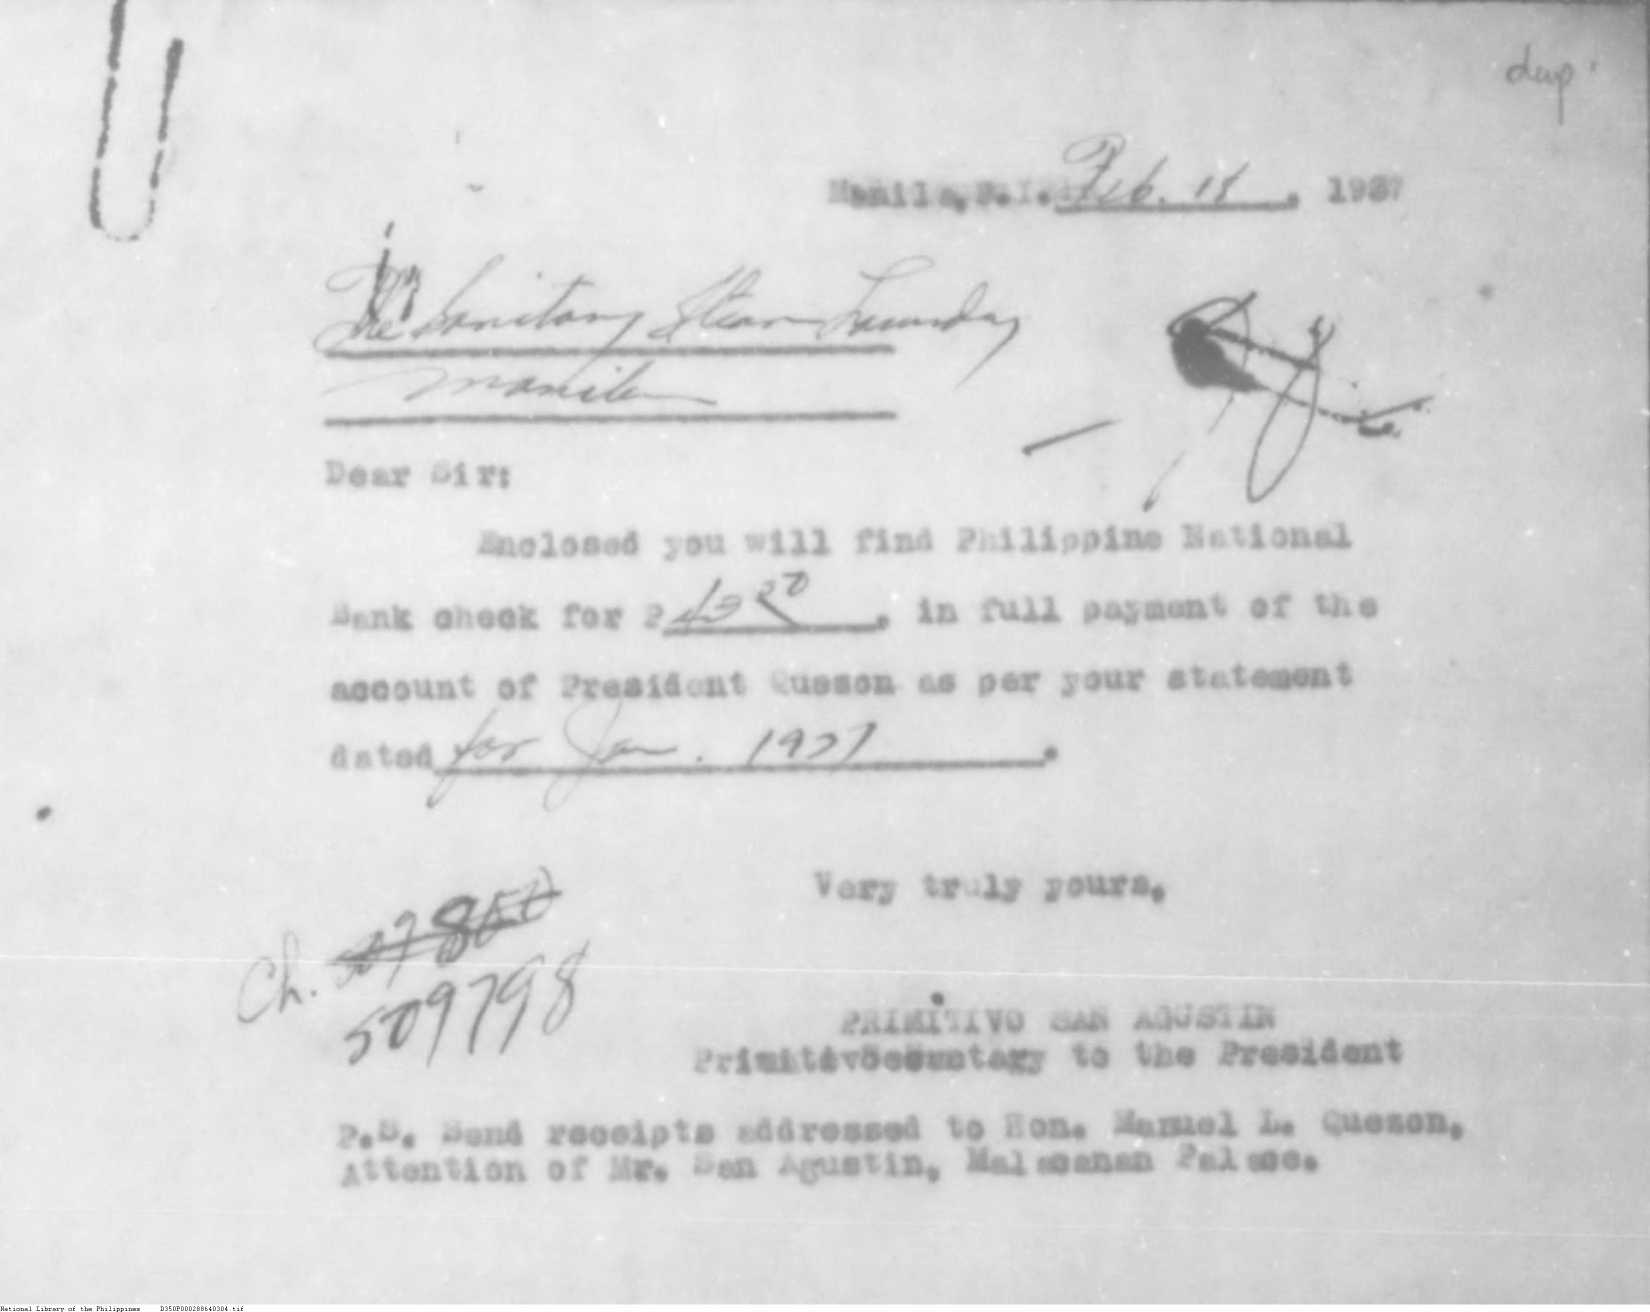 dup
Manila, P.I. Feb. 18, 1937
The Sanitary Steam Laundry
Manila
Dear Sir:
Enclosed you will find Philippine National
Bank check for P , in full payment of the
account of President Quezon as per your statement
dated for Jan. 1937.
Very truly yours,
Ch.
509798
PRIMITIVO SAN AGUSTIN
to the President
P.S. Send receipts addressed to Hon. Manuel L. Quezon,
Attention of Mr. San Agustin, Malacanan Palace.
National Library of the Philippines D350P000288640304.tif